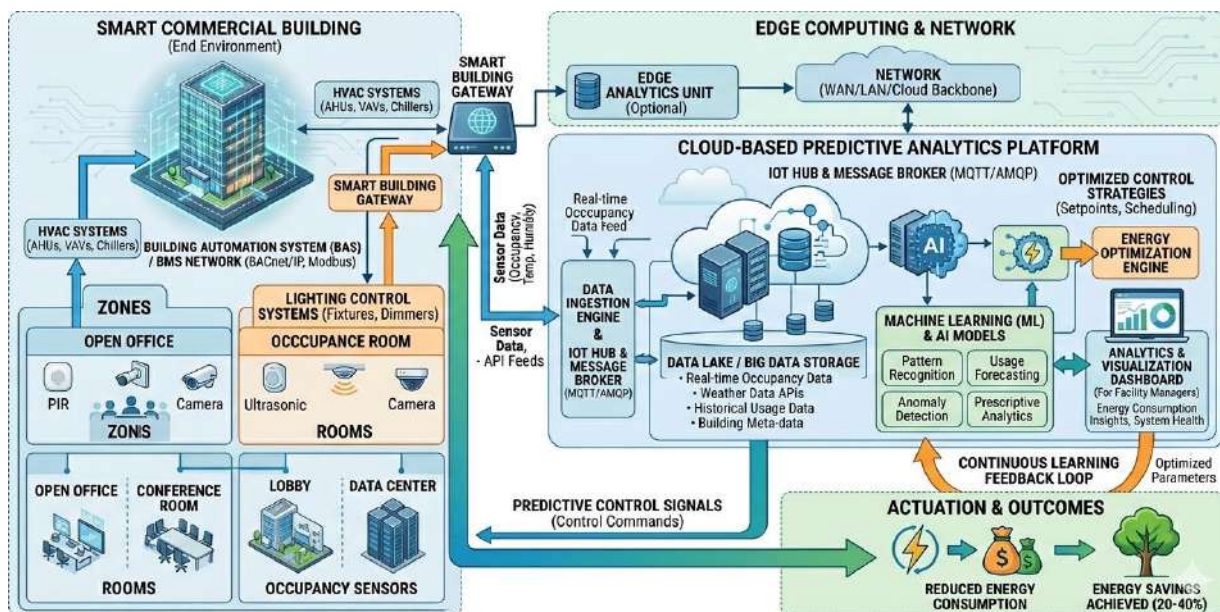 SMART COMMERCIAL BUILDING
(End Environment)
HVAC SYSTEMS
(AHUs, VAVs, Chillers)
SMART
BUILDING
GATEWAY
SMART BUILDING
GATEWAY
HVAC SYSTEMS
(AHUs, VAVs, Chillers)
BUILDING AUTOMATION SYSTEM (BAS)
/ BMS NETWORK (BACnet/IP, Modbus)
ZONES
OPEN OFFICE
PIR
Camera
ZONIS
LIGHTING CONTROL
SYSTEMS (Fixtures, Dimmers)
OCCCUPANCE ROOM
Ultrasonic
Camera
ROOMS
OPEN OFFICE
CONFERENCE
ROOM
ROOMS
LOBBY
DATA CENTER
OCCUPANCY SENSORS
Sensor Data
(Occupancy,
Temp, Humbly)
Sensor
Data,
- API Feeds
EDGE COMPUTING & NETWORK
EDGE
ANALYTICS UNIT
(Optional)
NETWORK
(WAN/LAN/Cloud Backbone)
CLOUD-BASED PREDICTIVE ANALYTICS PLATFORM
IOT HUB & MESSAGE BROKER (MQTT/AMQP)
Real-time
Occcupancy
Data Feed
DATA
INGESTION
ENGINE
&
IOT HUB &
MESSAGE
BROKER
(MQTT/AMQP)
DATA LAKE / BIG DATA STORAGE
• Real-time Occupancy Data
• Weather Data APIs
• Historical Usage Data
• Building Meta-data
AI
OPTIMIZED CONTROL
STRATEGIES
(Setpoints, Scheduling)
ENERGY
OPTIMIZATION
ENGINE
MACHINE LEARNING (ML)
& AI MODELS
Pattern
Recognition
Usage
Forecasting
Anomaly
Detection
Prescriptive
Analytics
ANALYTICS &
VISUALIZATION
DASHBOARD
(For Facility Managers)
Energy Consumption
Insights, System Health
CONTINUOUS LEARNING
FEEDBACK LOOP
Optimized
Parameters
PREDICTIVE CONTROL SIGNALS
(Control Commands)
ACTUATION & OUTCOMES
$
$
REDUCED ENERGY
CONSUMPTION
ENERGY SAVINGS
ACHIEVED (20-40%)